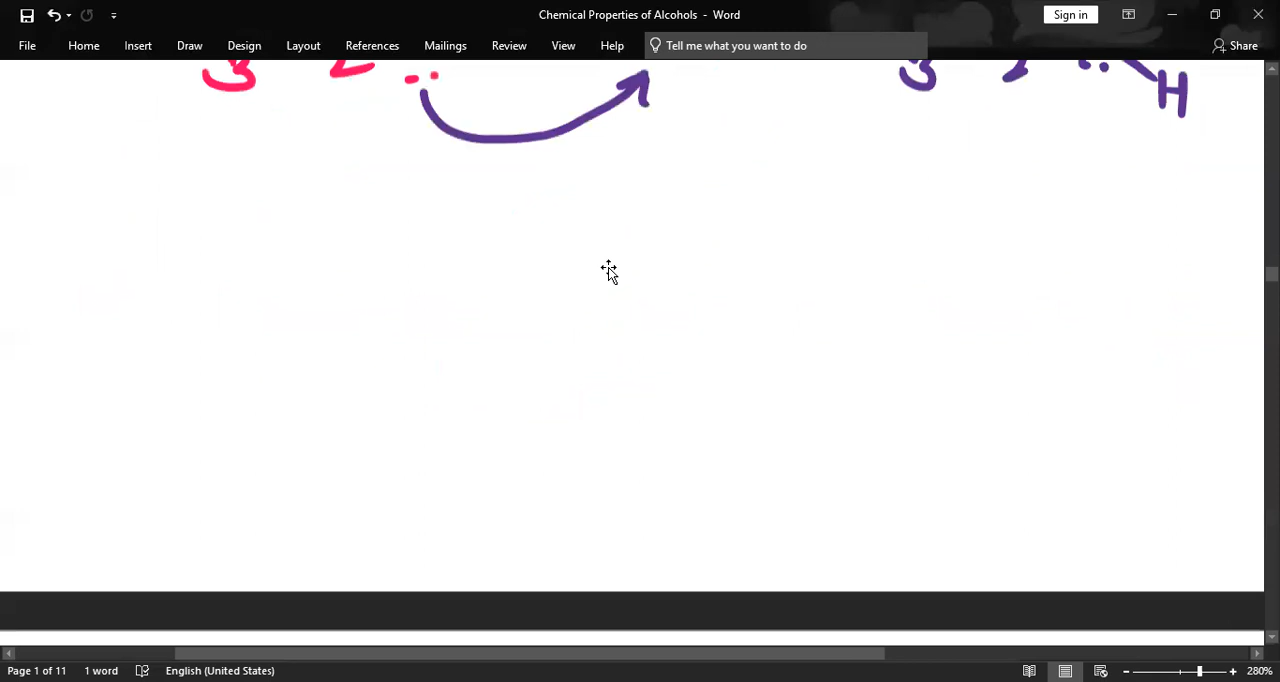 Chemical Properties of Alcohols - Word
Sign in
File Home Insert Draw Design Layout References Mailings Review View Help Tell me what you want to do Share
3 2 3 2 H
Page 1 of 11 1 word English (United States) 280%